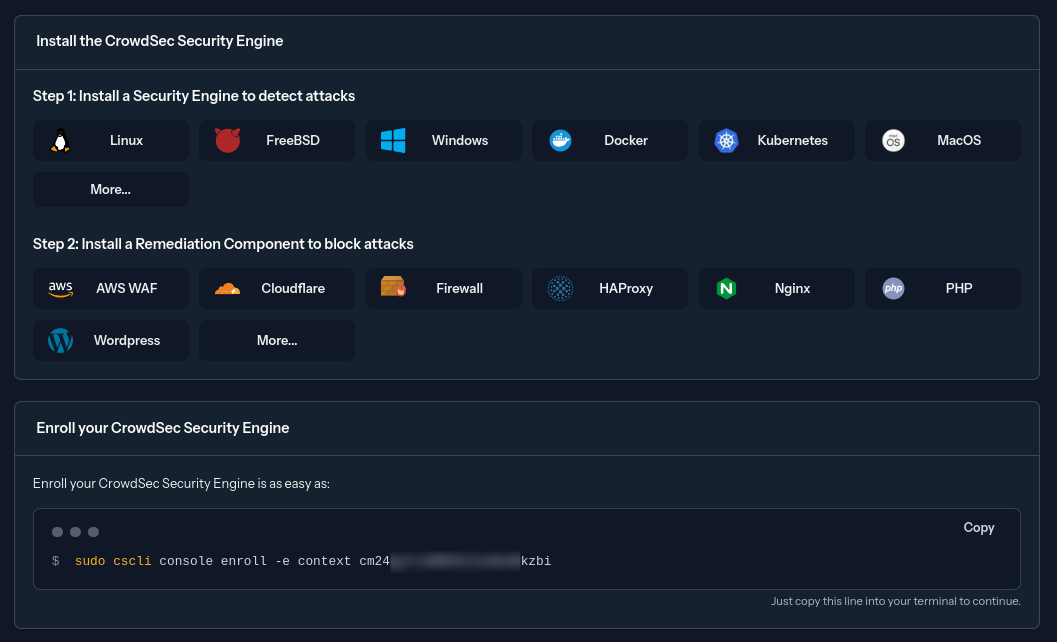 Install the CrowdSec Security Engine
Step 1: Install a Security Engine to detect attacks
Linux
FreeBSD
Windows
Docker
Kubernetes
mac OS
MacOS
More...
Step 2: Install a Remediation Component to block attacks
aws
AWS WAF
Cloudflare
Firewall
HAProxy
N
Nginx
php
PHP
Wordpress
More...
Enroll your CrowdSec Security Engine
Enroll your CrowdSec Security Engine is as easy as:
Copy
$ sudo cscli console enroll -e context cm24 kzbi
Just copy this line into your terminal to continue.